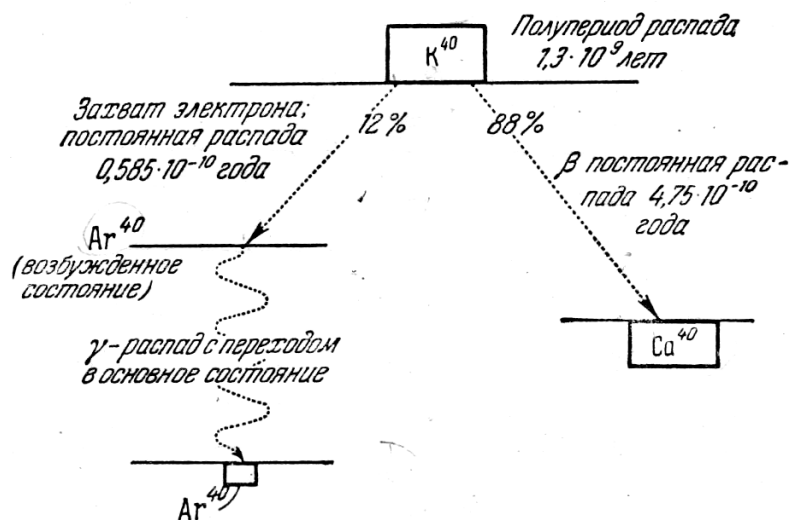 K⁴⁰
Полупериод распада
1,3·10⁹ лет
Захват электрона;
постоянная распада
0,585·10⁻¹⁰ года
12%
88%
β постоянная рас-
пада 4,75·10⁻¹⁰
года
Ar⁴⁰
(возбужденное
состояние)
γ-распад с переходом
в основное состояние
Ca⁴⁰
Ar⁴⁰